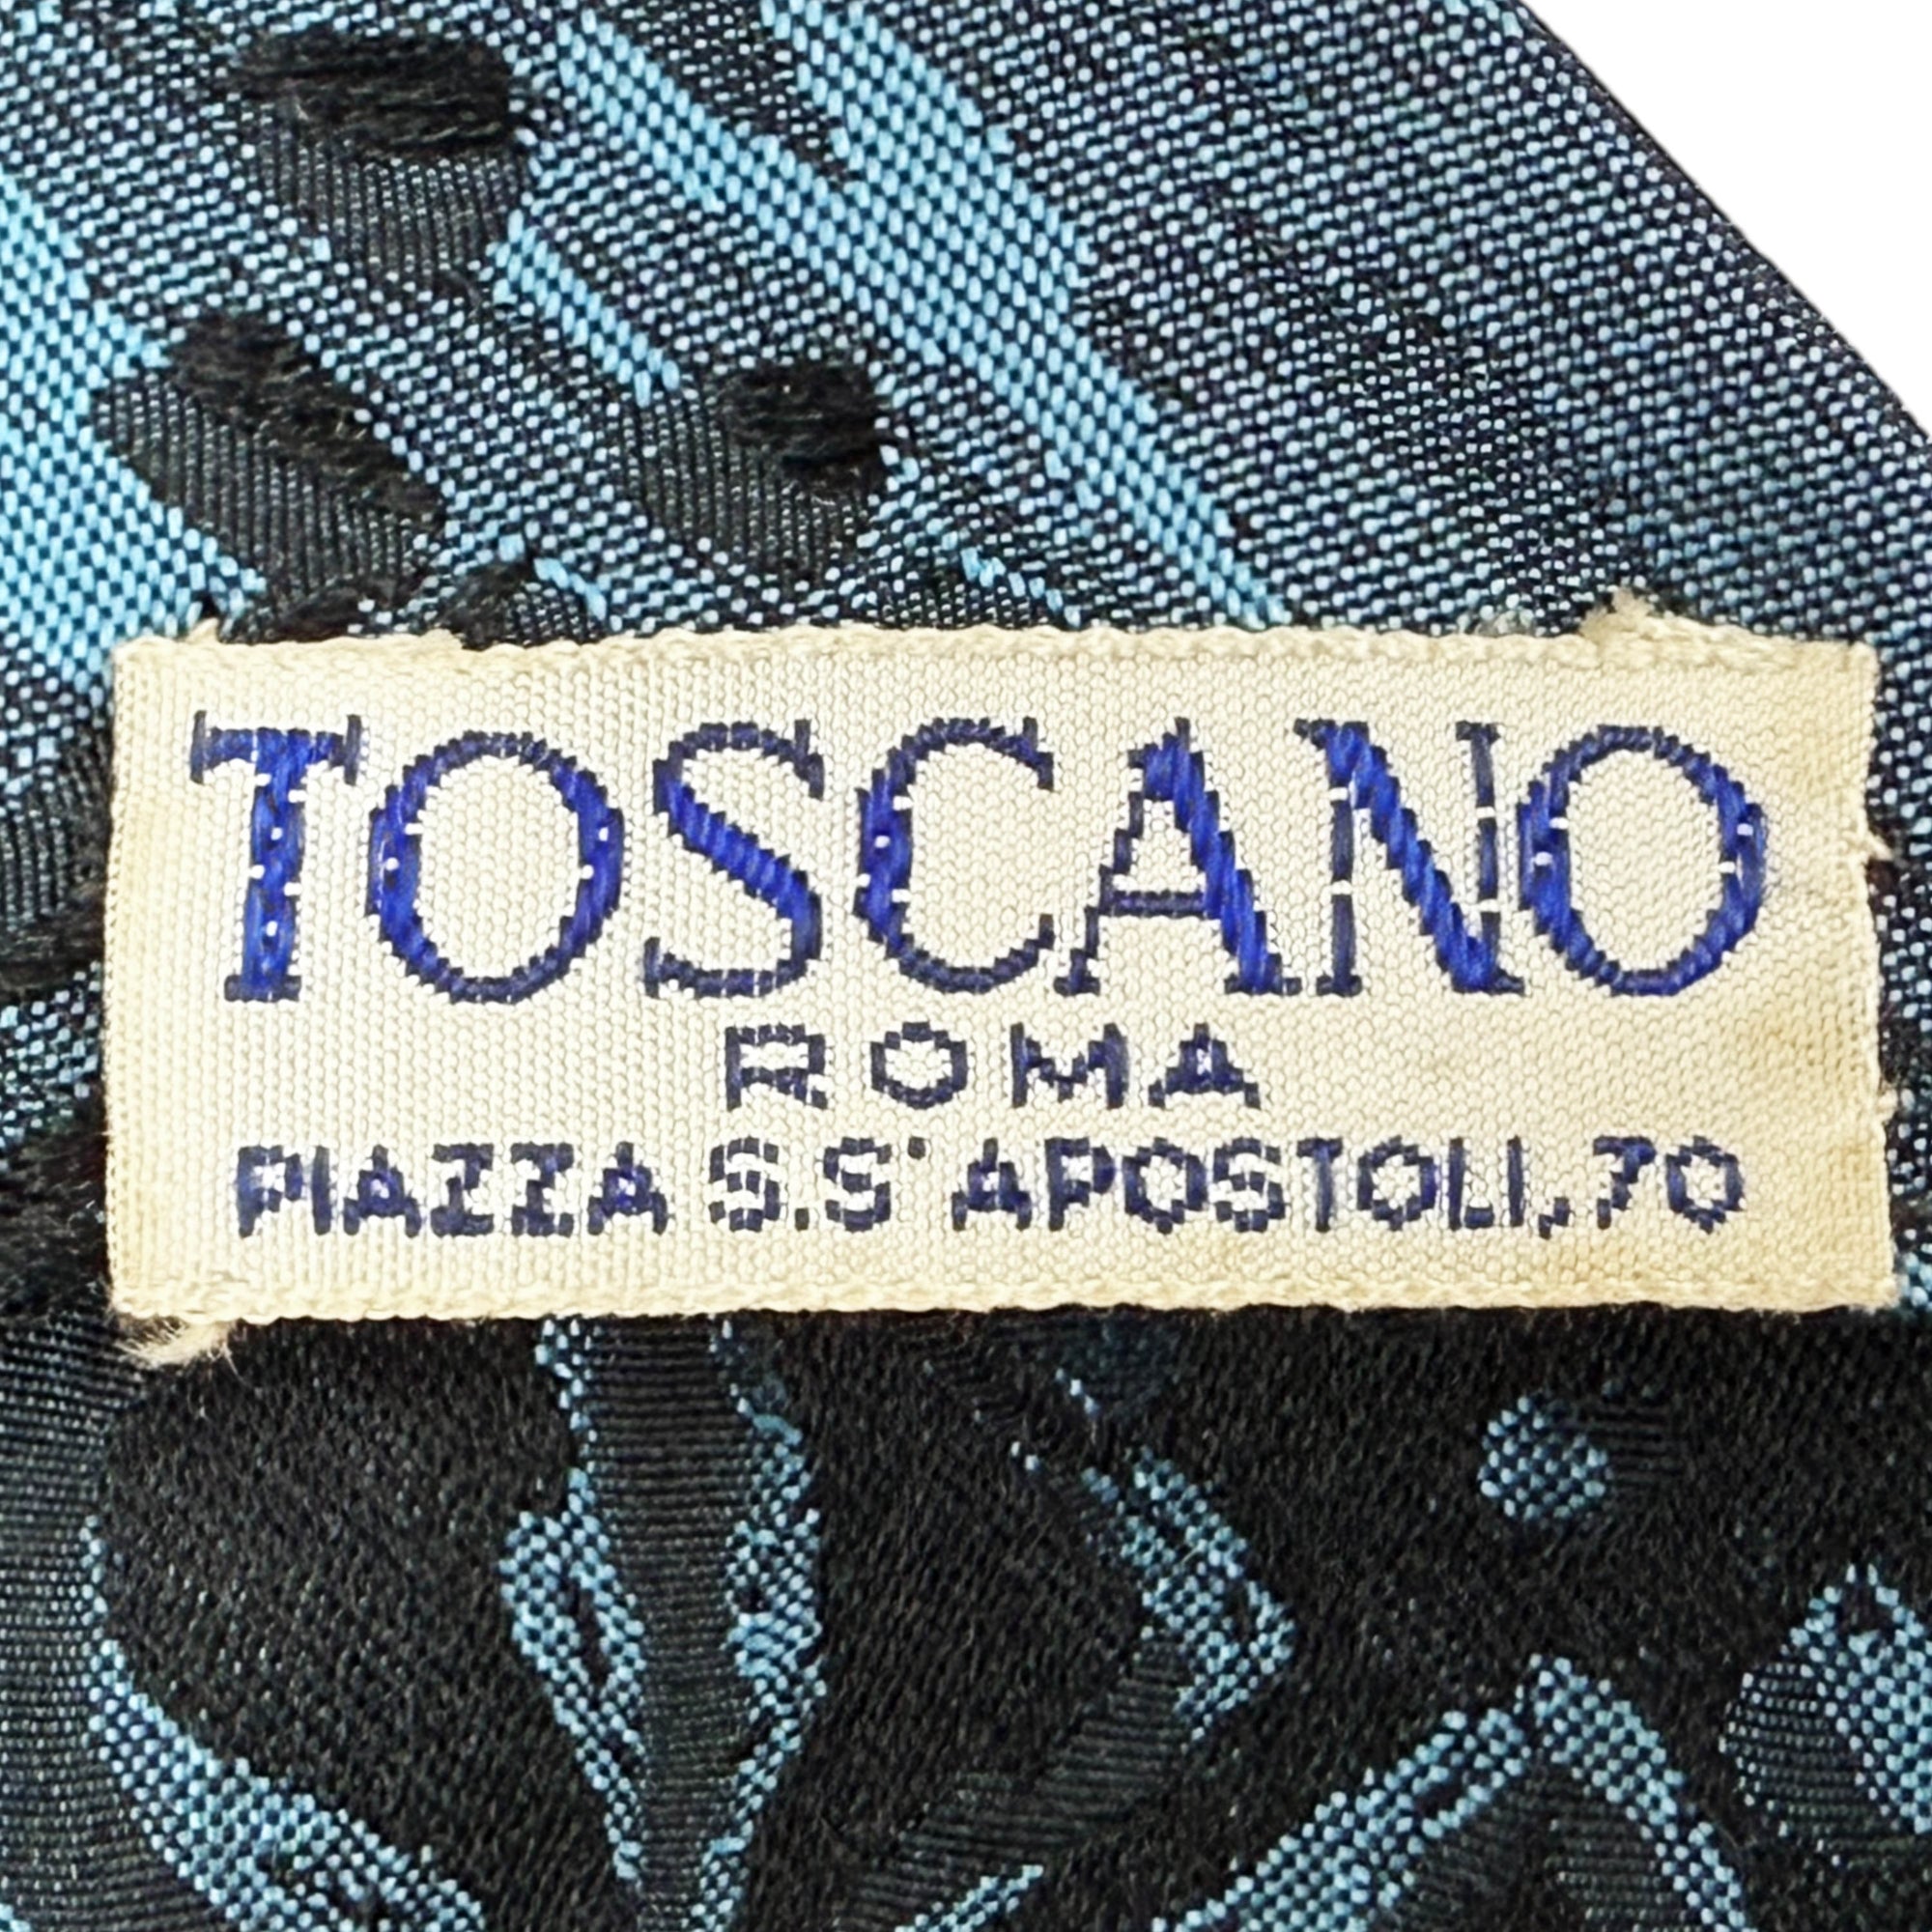 TOSCANO
ROMA
PIAZZA S.S' APOSTOLI, 70